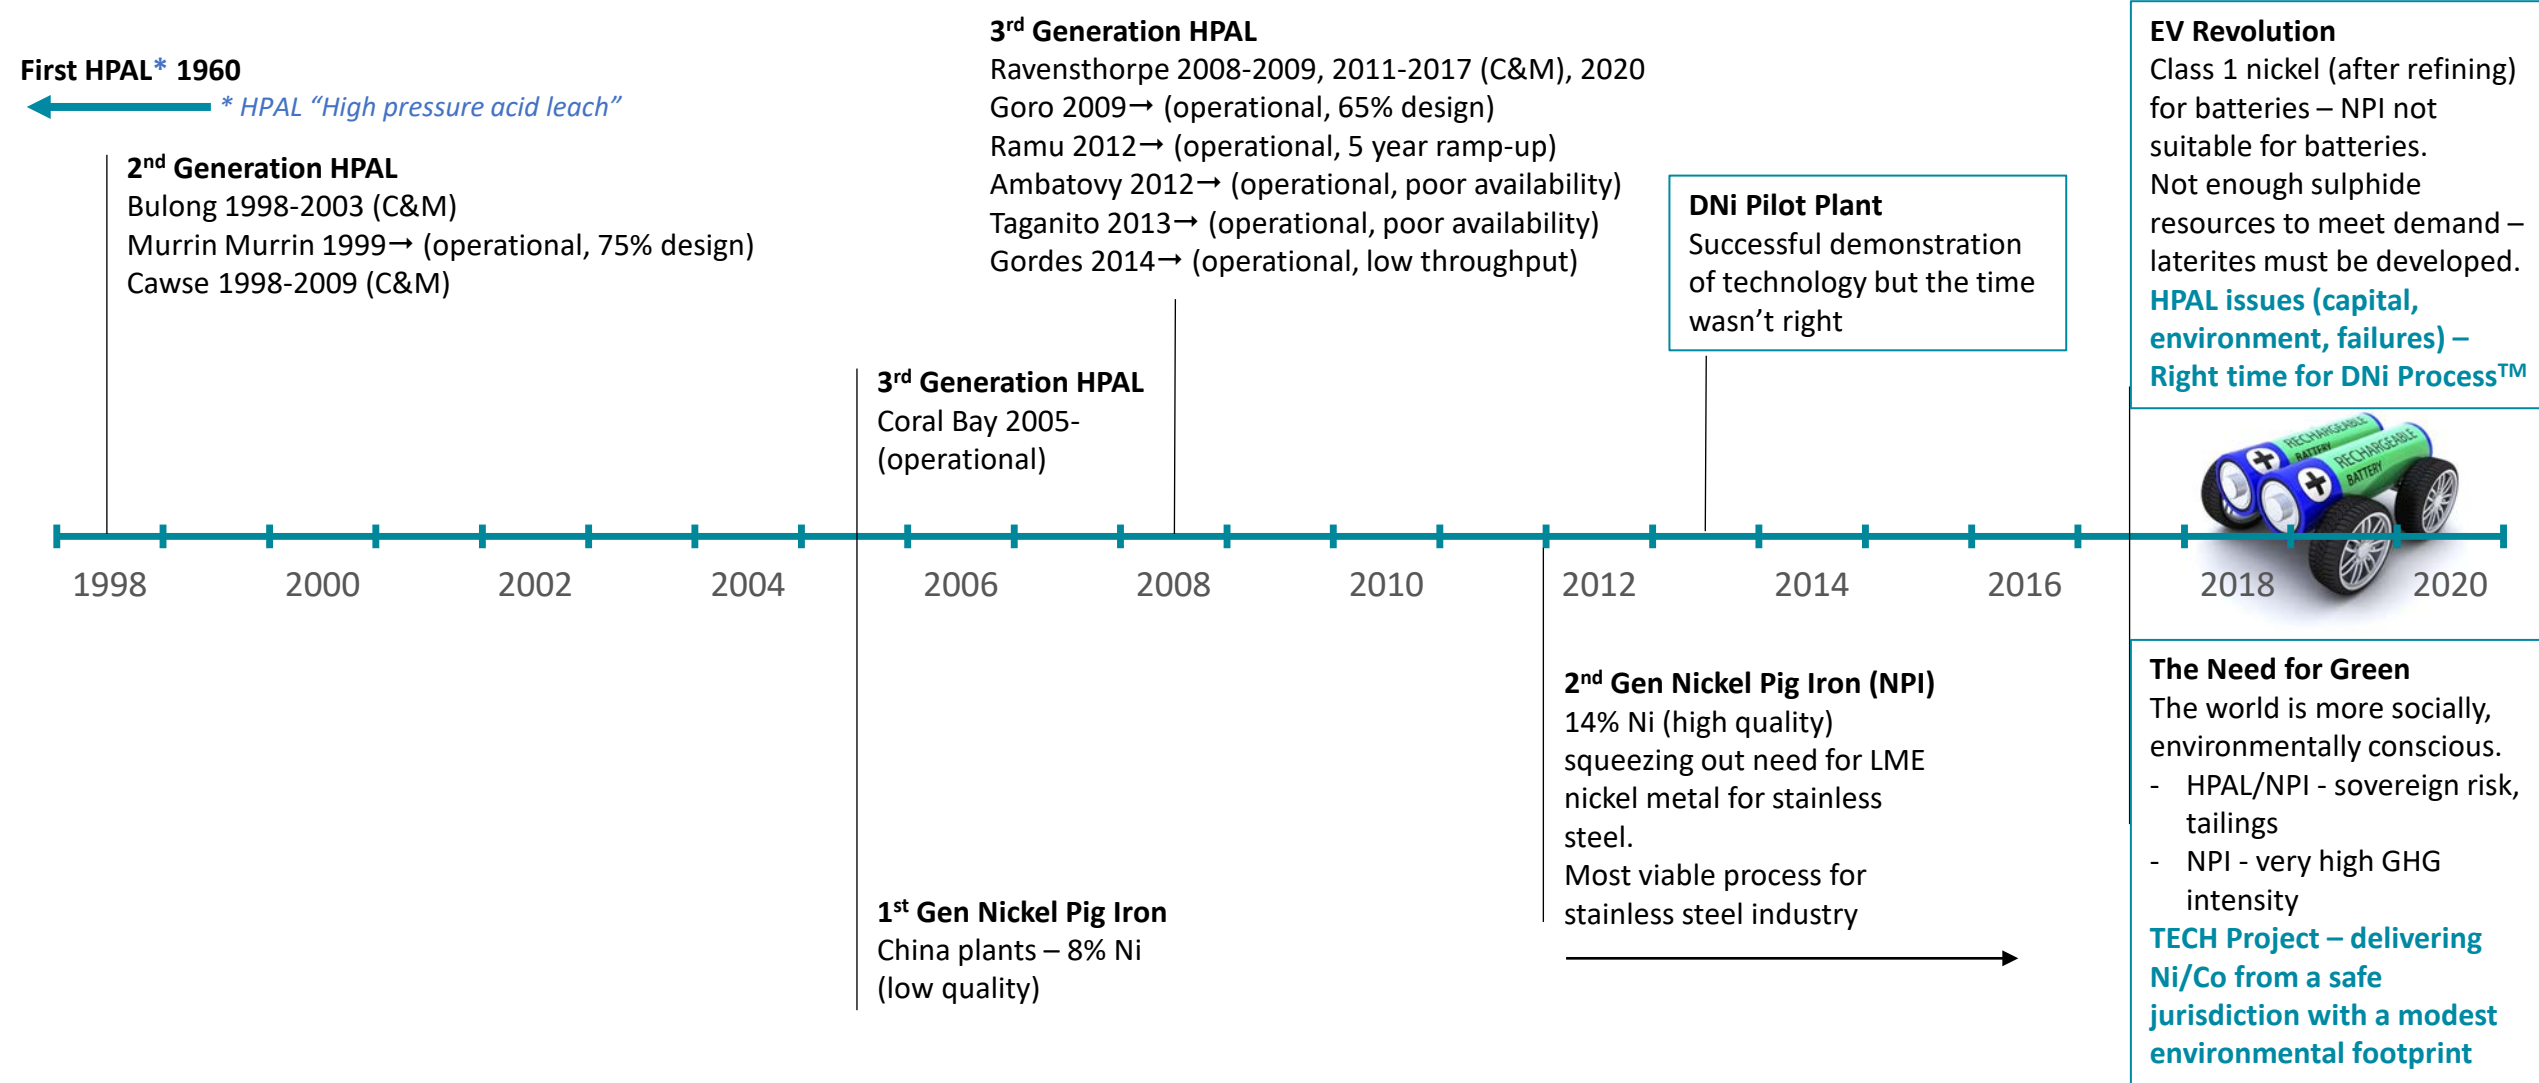 First HPAL* 1960
* HPAL “High pressure acid leach”
2nd Generation HPAL
Bulong 1998-2003 (C&M)
Murrin Murrin 1999→ (operational, 75% design)
Cawse 1998-2009 (C&M)
3rd Generation HPAL
Ravensthorpe 2008-2009, 2011-2017 (C&M), 2020
Goro 2009→ (operational, 65% design)
Ramu 2012→ (operational, 5 year ramp-up)
Ambatovy 2012→ (operational, poor availability)
Taganito 2013→ (operational, poor availability)
Gordes 2014→ (operational, low throughput)
3rd Generation HPAL
Coral Bay 2005-
(operational)
DNi Pilot Plant
Successful demonstration
of technology but the time
wasn’t right
EV Revolution
Class 1 nickel (after refining)
for batteries – NPI not
suitable for batteries.
Not enough sulphide
resources to meet demand –
laterites must be developed.
HPAL issues (capital,
environment, failures) –
Right time for DNi Process™
RECHARGEABLE
BATTERY
RECHARGEABLE
BATTERY
1998 2000 2002 2004 2006 2008 2010 2012 2014 2016 2018 2020
1st Gen Nickel Pig Iron
China plants – 8% Ni
(low quality)
2nd Gen Nickel Pig Iron (NPI)
14% Ni (high quality)
squeezing out need for LME
nickel metal for stainless
steel.
Most viable process for
stainless steel industry
The Need for Green
The world is more socially,
environmentally conscious.
- HPAL/NPI - sovereign risk,
tailings
- NPI - very high GHG
intensity
TECH Project – delivering
Ni/Co from a safe
jurisdiction with a modest
environmental footprint